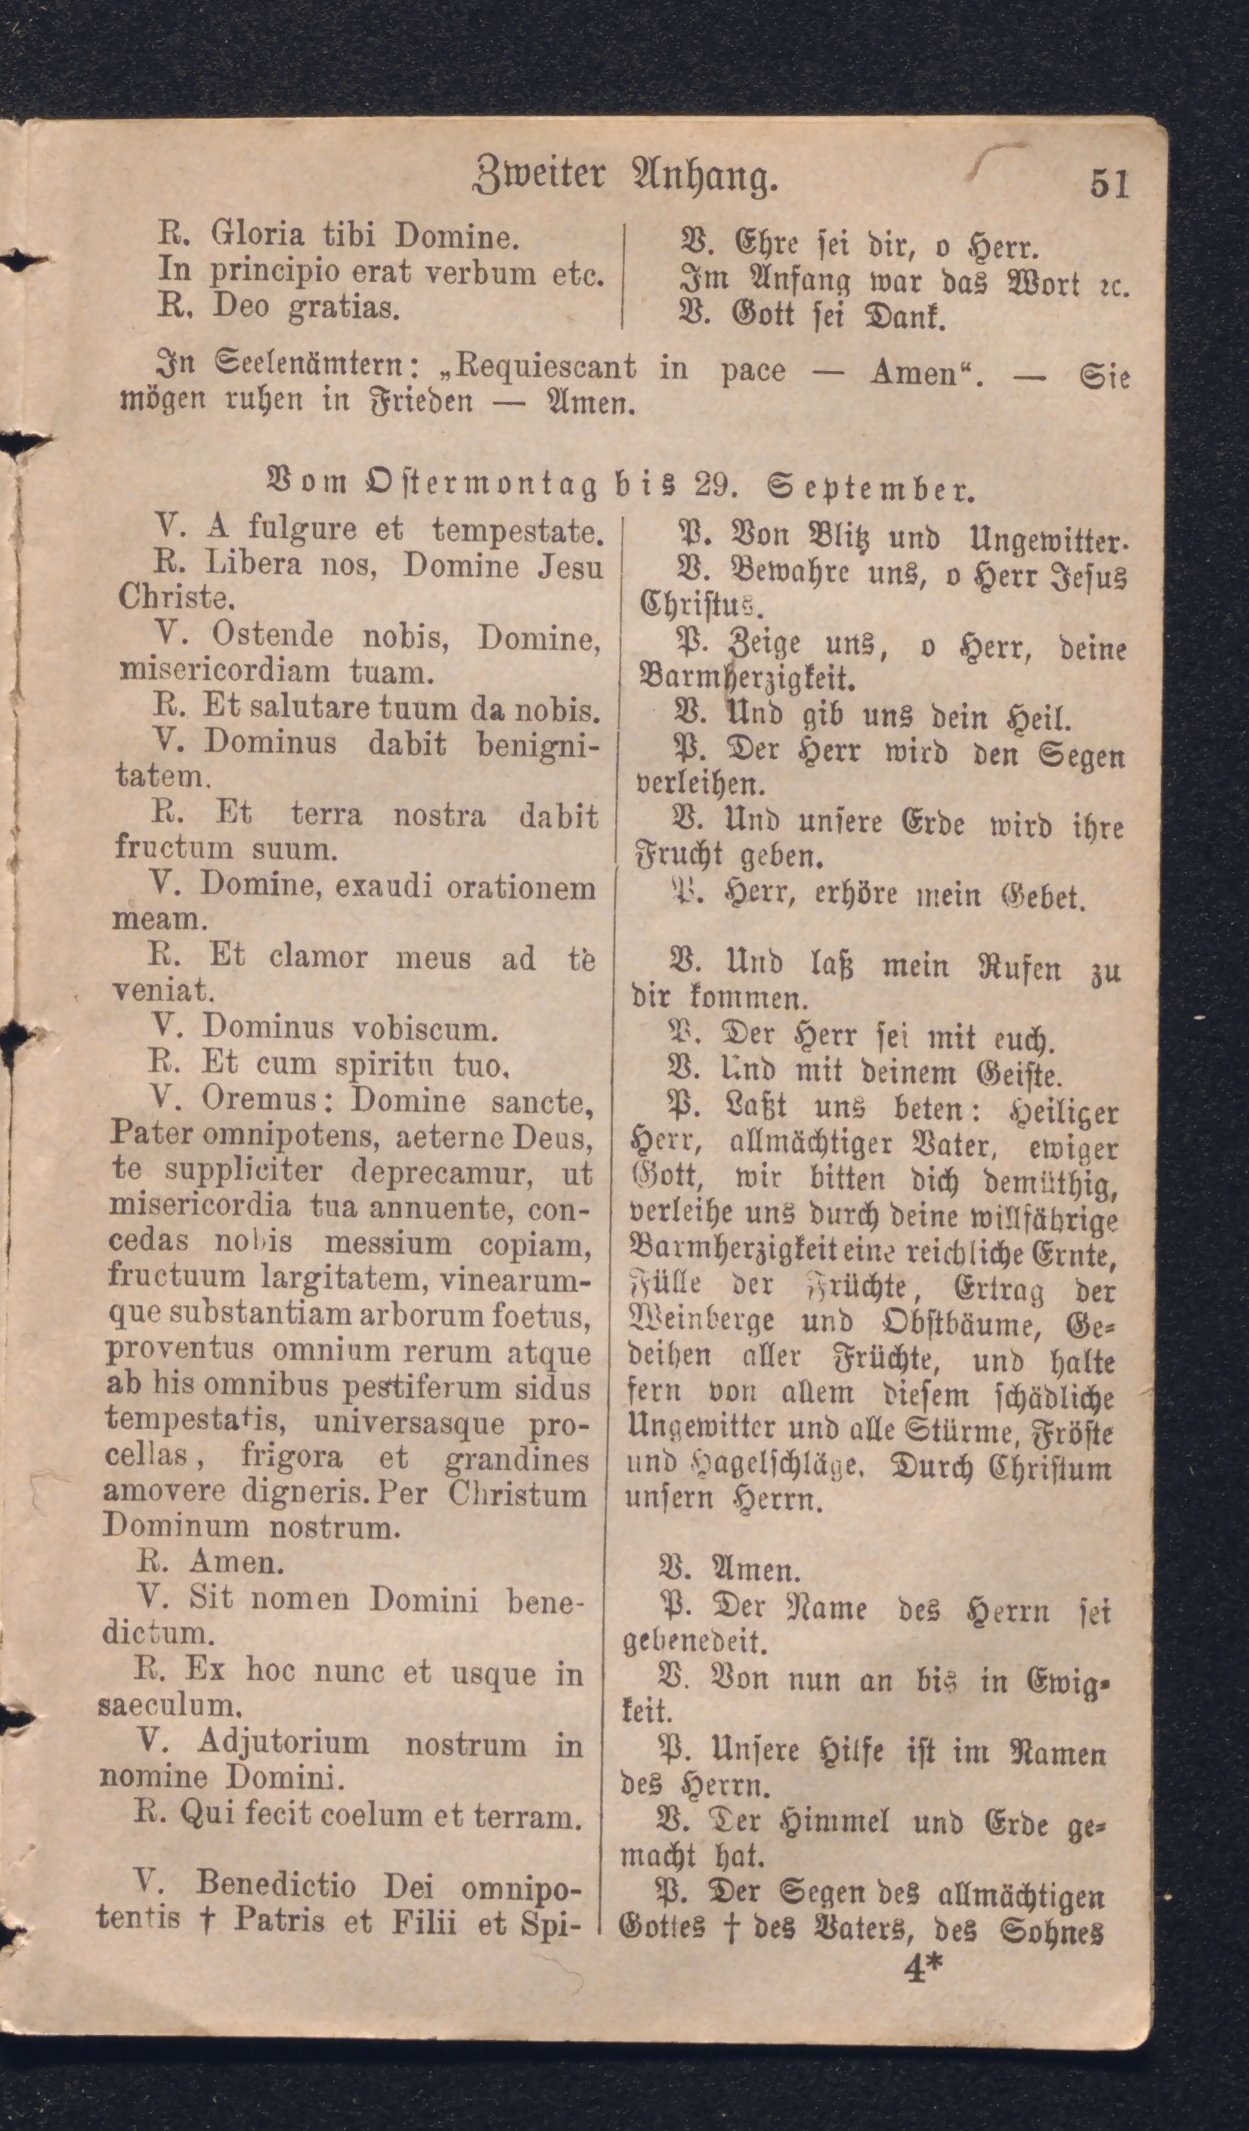 Zweiter Anhang.
51
R. Gloria tibi Domine.
In principio erat verbum etc.
R. Deo gratias.
V. Ehre sei dir, o Herr.
Im Anfang war das Wort ꝛc.
V. Gott sei Dank.
In Seelenämtern: „Requiescant in pace — Amen“. — Sie
mögen ruhen in Frieden — Amen.
Vom Ostermontag bis 29. September.
V. A fulgure et tempestate.
R. Libera nos, Domine Jesu
Christe.
V. Ostende nobis, Domine,
misericordiam tuam.
R. Et salutare tuum da nobis.
V. Dominus dabit benigni-
tatem.
R. Et terra nostra dabit
fructum suum.
V. Domine, exaudi orationem
meam.
R. Et clamor meus ad te
veniat.
V. Dominus vobiscum.
R. Et cum spiritu tuo.
V. Oremus: Domine sancte,
Pater omnipotens, aeterne Deus,
te suppliciter deprecamur, ut
misericordia tua annuente, con-
cedas nobis messium copiam,
fructuum largitatem, vinearum-
que substantiam arborum foetus,
proventus omnium rerum atque
ab his omnibus pestiferum sidus
tempestatis, universasque pro-
cellas, frigora et grandines
amovere digneris. Per Christum
Dominum nostrum.
R. Amen.
V. Sit nomen Domini bene-
dictum.
R. Ex hoc nunc et usque in
saeculum.
V. Adjutorium nostrum in
nomine Domini.
R. Qui fecit coelum et terram.
V. Benedictio Dei omnipo-
tentis † Patris et Filii et Spi-
P. Von Blitz und Ungewitter.
V. Bewahre uns, o Herr Jesus
Christus.
P. Zeige uns, o Herr, deine
Barmherzigkeit.
V. Und gib uns dein Heil.
P. Der Herr wird den Segen
verleihen.
V. Und unsere Erde wird ihre
Frucht geben.
P. Herr, erhöre mein Gebet.
V. Und laß mein Rufen zu
dir kommen.
P. Der Herr sei mit euch.
V. Und mit deinem Geiste.
P. Laßt uns beten: Heiliger
Herr, allmächtiger Vater, ewiger
Gott, wir bitten dich demüthig,
verleihe uns durch deine willfährige
Barmherzigkeit eine reichliche Ernte,
Fülle der Früchte, Ertrag der
Weinberge und Obstbäume, Ge-
deihen aller Früchte, und halte
fern von allem diesem schädliche
Ungewitter und alle Stürme, Fröste
und Hagelschläge. Durch Christum
unsern Herrn.
V. Amen.
P. Der Name des Herrn sei
gebenedeit.
V. Von nun an bis in Ewig-
keit.
P. Unsere Hilfe ist im Namen
des Herrn.
V. Der Himmel und Erde ge-
macht hat.
P. Der Segen des allmächtigen
Gottes † des Vaters, des Sohnes
4*